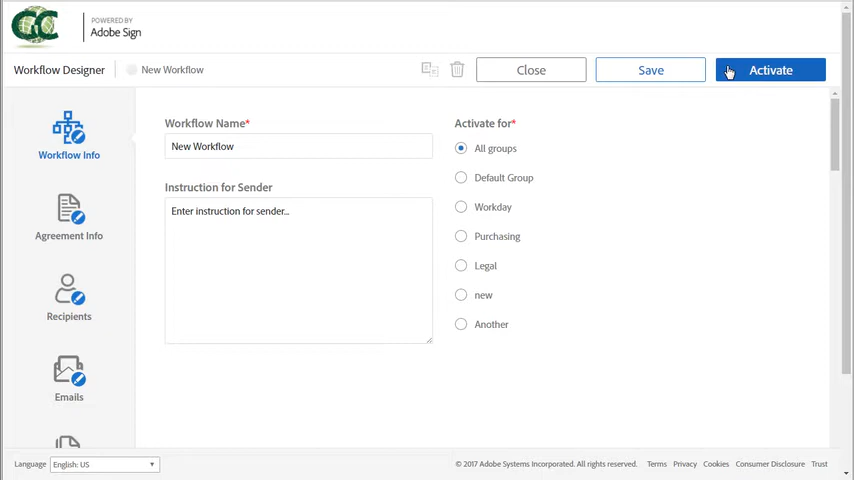 CC
POWERED BY
Adobe Sign
Workflow Designer
New Workflow
Close
Save
Activate
Workflow Info
Agreement Info
Recipients
Emails
Workflow Name*
New Workflow
Instruction for Sender
Enter instruction for sender...
Activate for*
All groups
Default Group
Workday
Purchasing
Legal
new
Another
Language
English: US
© 2017 Adobe Systems Incorporated. All rights reserved.
Terms
Privacy
Cookies
Consumer Disclosure
Trust